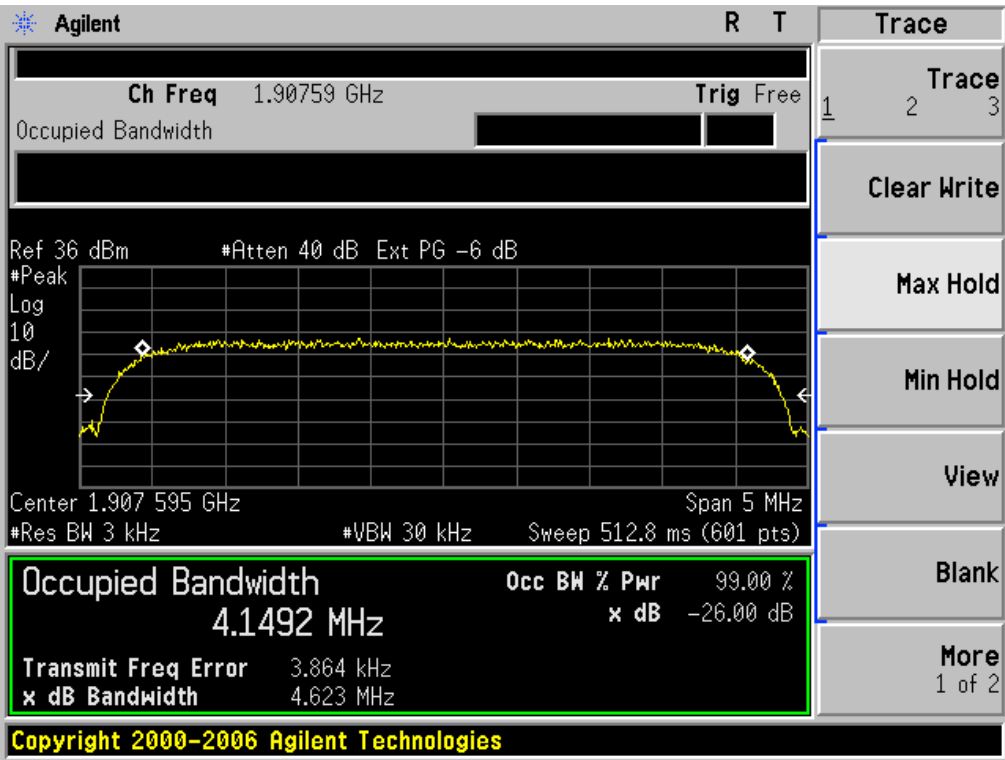 Agilent R T Trace
Ch Freq 1.90759 GHz Trig Free
Occupied Bandwidth
Trace
1 2 3
Clear Write
Max Hold
Min Hold
View
Blank
More
1 of 2
Ref 36 dBm #Atten 40 dB Ext PG -6 dB
#Peak
Log
10
dB/
Center 1.907 595 GHz Span 5 MHz
#Res BW 3 kHz #VBW 30 kHz Sweep 512.8 ms (601 pts)
Occupied Bandwidth Occ BW % Pwr 99.00 %
4.1492 MHz x dB -26.00 dB
Transmit Freq Error 3.864 kHz
x dB Bandwidth 4.623 MHz
Copyright 2000-2006 Agilent Technologies